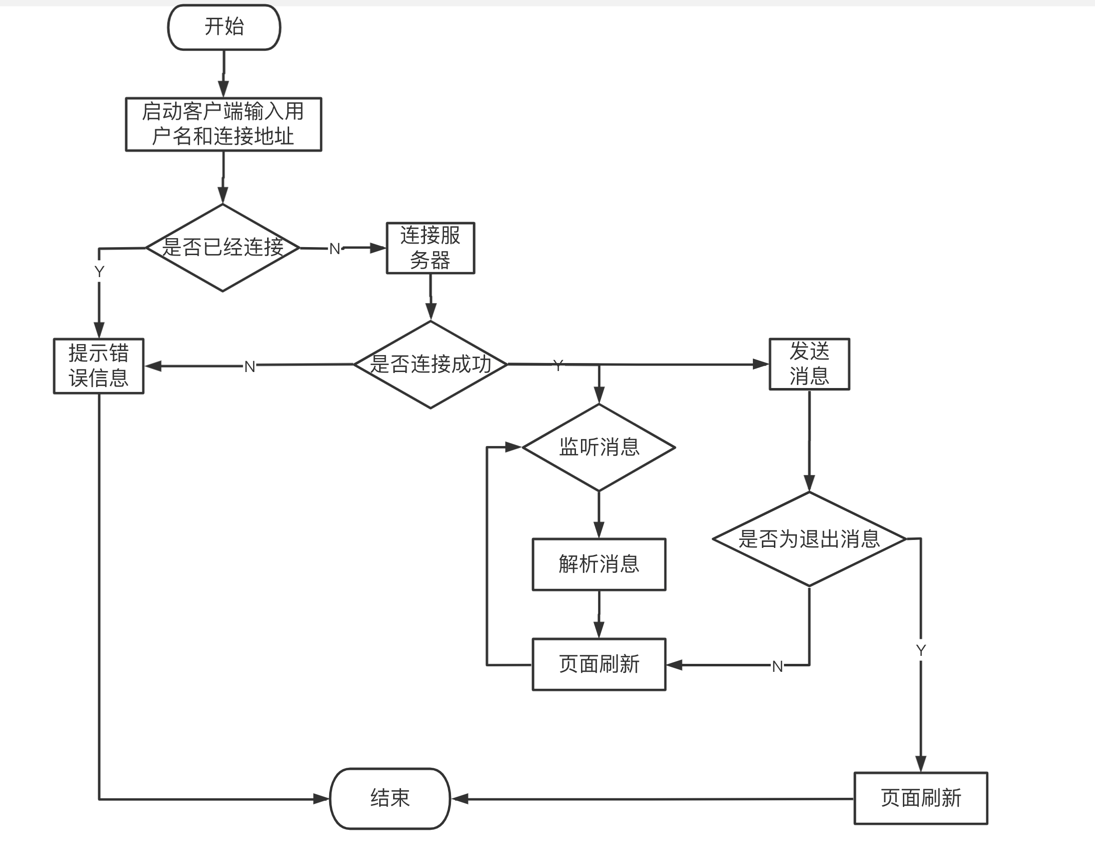 开始
启动客户端输入用
户名和连接地址
是否已经连接
N
连接服
务器
Y
提示错
误信息
N
是否连接成功
Y
发送
消息
监听消息
是否为退出消息
解析消息
Y
页面刷新
N
结束
页面刷新